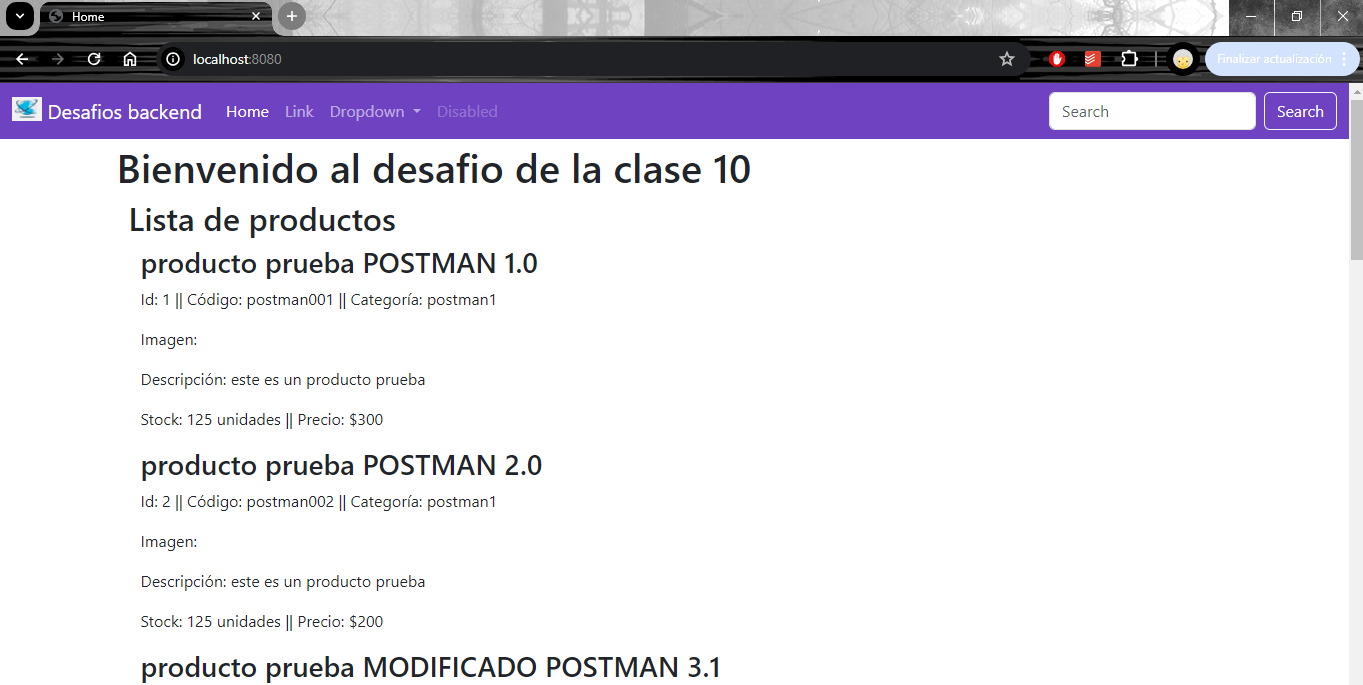 Home
localhost:8080
Finalizar actualización
Desafios backend Home Link Dropdown Disabled Search Search
Bienvenido al desafio de la clase 10
Lista de productos
producto prueba POSTMAN 1.0
Id: 1 || Código: postman001 || Categoría: postman1
Imagen:
Descripción: este es un producto prueba
Stock: 125 unidades || Precio: $300
producto prueba POSTMAN 2.0
Id: 2 || Código: postman002 || Categoría: postman1
Imagen:
Descripción: este es un producto prueba
Stock: 125 unidades || Precio: $200
producto prueba MODIFICADO POSTMAN 3.1